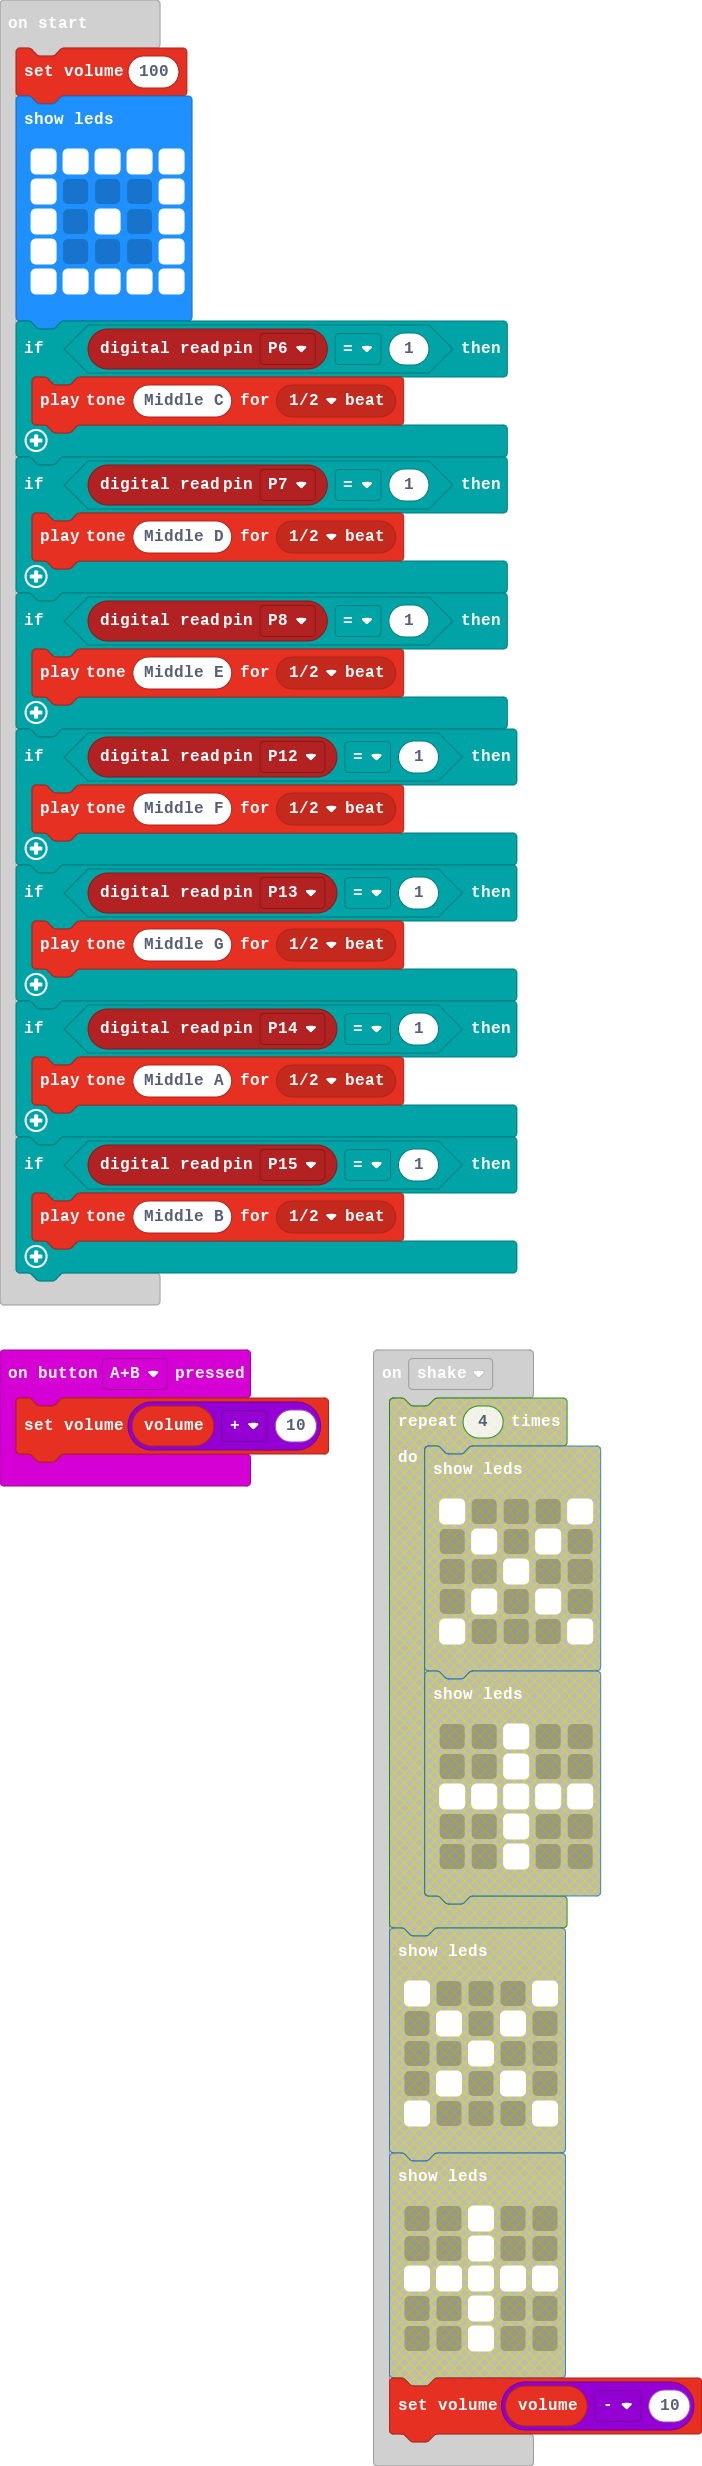 on start
set volume 100
show leds
if digital read pin P6 = 1 then
play tone Middle C for 1/2 beat
if digital read pin P7 = 1 then
play tone Middle D for 1/2 beat
if digital read pin P8 = 1 then
play tone Middle E for 1/2 beat
if digital read pin P12 = 1 then
play tone Middle F for 1/2 beat
if digital read pin P13 = 1 then
play tone Middle G for 1/2 beat
if digital read pin P14 = 1 then
play tone Middle A for 1/2 beat
if digital read pin P15 = 1 then
play tone Middle B for 1/2 beat
on button A+B pressed
set volume volume + 10
on shake
repeat 4 times
do
show leds
show leds
show leds
show leds
set volume volume - 10